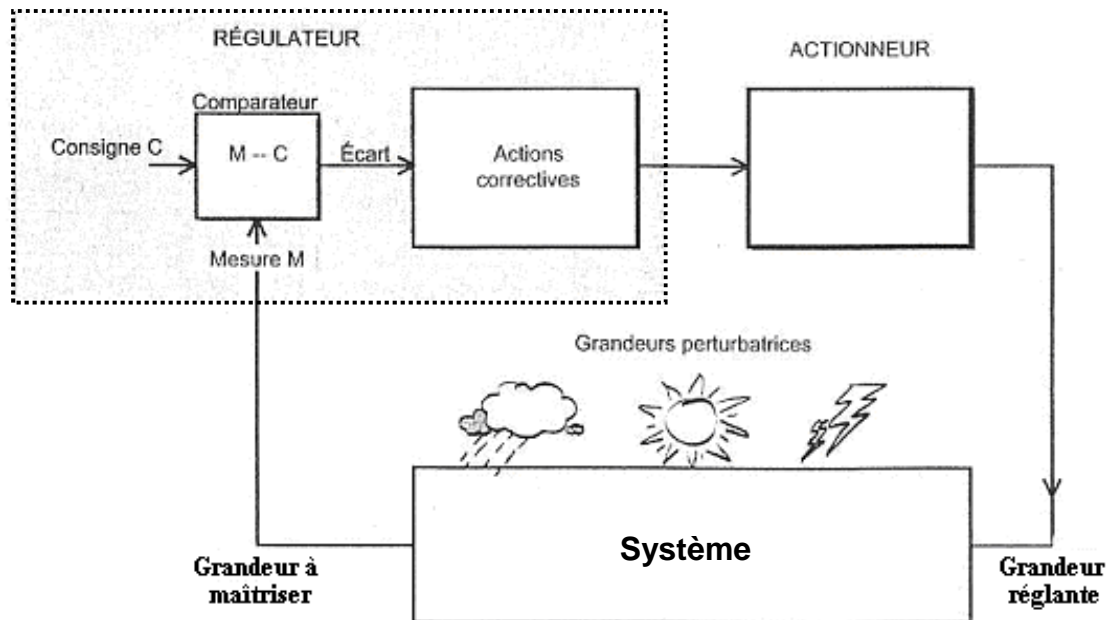 RÉGULATEUR
ACTIONNEUR
Comparateur
Consigne C
M -- C
Écart
Actions
correctives
Mesure M
Grandeurs perturbatrices
Système
Grandeur à
maîtriser
Grandeur
réglante